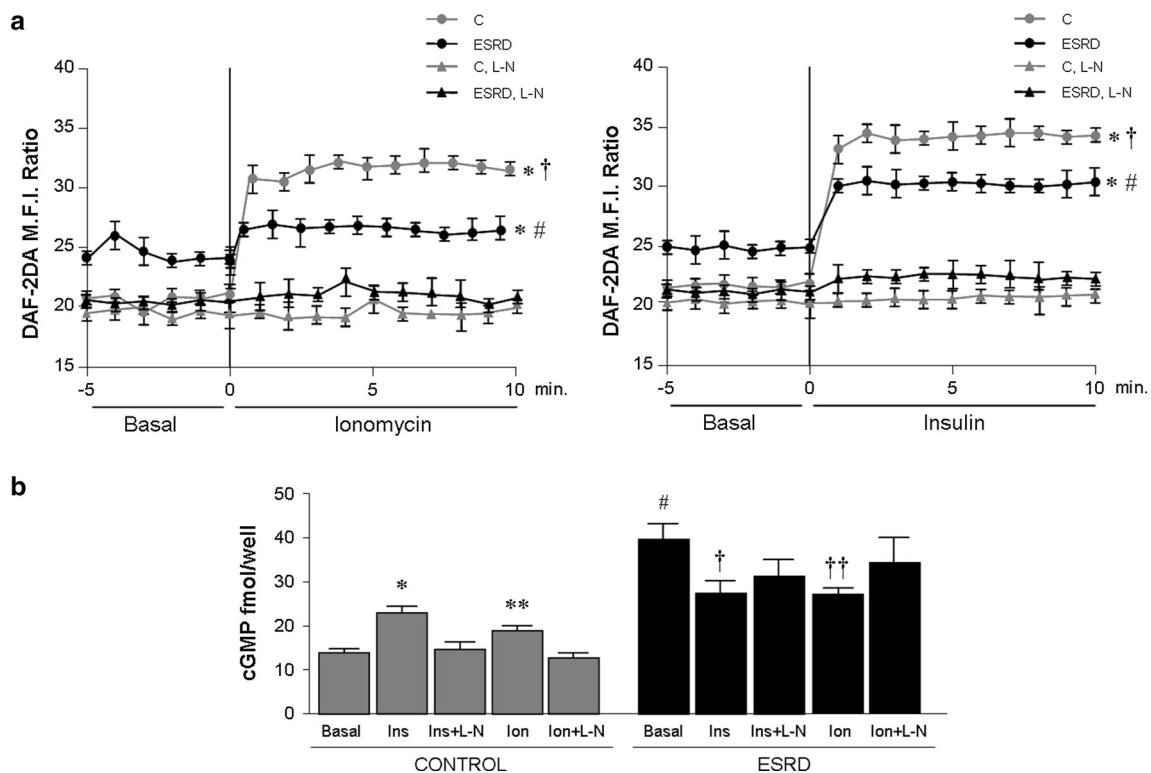 a
C
ESRD
C, L-N
ESRD, L-N
DAF-2DA M.F.I. Ratio
40
35
30
25
20
15
* †
* #
-5 0 5 10 min.
Basal Ionomycin
C
ESRD
C, L-N
ESRD, L-N
DAF-2DA M.F.I. Ratio
40
35
30
25
20
15
* †
* #
-5 0 5 10 min.
Basal Insulin
b
cGMP fmol/well
50
40
30
20
10
0
* ** # † ††
Basal Ins Ins+L-N Ion Ion+L-N Basal Ins Ins+L-N Ion Ion+L-N
CONTROL ESRD